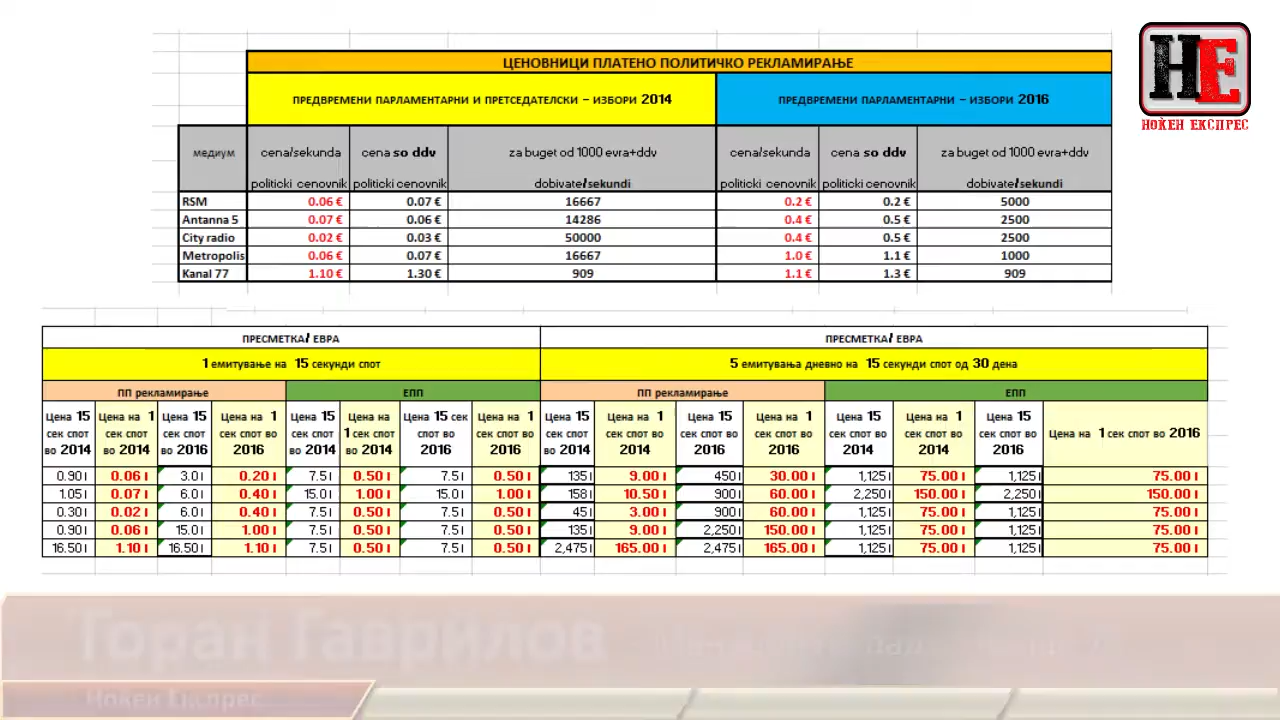 НЕ
НОЌЕН ЕКСПРЕС
ЦЕНОВНИЦИ ПЛАТЕНО ПОЛИТИЧКО РЕКЛАМИРАЊЕ
ПРЕДВРЕМЕНИ ПАРЛАМЕНТАРНИ И ПРЕТСЕДАТЕЛСКИ – ИЗБОРИ 2014 ПРЕДВРЕМЕНИ ПАРЛАМЕНТАРНИ – ИЗБОРИ 2016
медиум cena/sekunda cena so ddv za buget od 1000 evra+ddv cena/sekunda cena so ddv za buget od 1000 evra+ddv
politicki cenovnik politicki cenovnik dobivate/sekundi politicki cenovnik politicki cenovnik dobivate/sekundi
RSM 0.06 € 0.07 € 16667 0.2 € 0.2 € 5000
Antanna 5 0.07 € 0.06 € 14286 0.4 € 0.5 € 2500
City radio 0.02 € 0.03 € 50000 0.4 € 0.5 € 2500
Metropolis 0.06 € 0.07 € 16667 1.0 € 1.1 € 1000
Kanal 77 1.10 € 1.30 € 909 1.1 € 1.3 € 909
ПРЕСМЕТКА/ ЕВРА ПРЕСМЕТКА/ ЕВРА
1 емитување на 15 секунди спот 5 емитувања дневно на 15 секунди спот од 30 дена
ПП рекламирање ЕПП ПП рекламирање ЕПП
Цена 15 Цена на 1 Цена 15 Цена на 1 Цена 15 Цена на Цена 15 сек Цена на 1 Цена 15 Цена на 1 Цена 15 Цена на 1 Цена 15 Цена на 1 Цена 15
сек спот сек спот сек спот сек спот во сек спот 1 сек спот спот во сек спот во сек спот сек спот во сек спот во сек спот во сек спот во сек спот во сек спот во Цена на 1 сек спот во 2016
во 2014 во 2014 во 2016 2016 во 2014 во 2014 2016 2016 во 2014 2014 2016 2016 2014 2014 2016
0.90 0.06 3.0 0.20 7.5 0.50 7.5 0.50 135 9.00 450 30.00 1,125 75.00 1,125 75.00
1.05 0.07 6.0 0.40 15.0 1.00 15.0 1.00 158 10.50 900 60.00 2,250 150.00 2,250 150.00
0.30 0.02 6.0 0.40 7.5 0.50 7.5 0.50 45 3.00 900 60.00 1,125 75.00 1,125 75.00
0.90 0.06 15.0 1.00 7.5 0.50 7.5 0.50 135 9.00 2,250 150.00 1,125 75.00 1,125 75.00
16.50 1.10 16.50 1.10 7.5 0.50 7.5 0.50 2,475 165.00 2,475 165.00 1,125 75.00 1,125 75.00
Горан Гаврилов
Ноќен Експрес